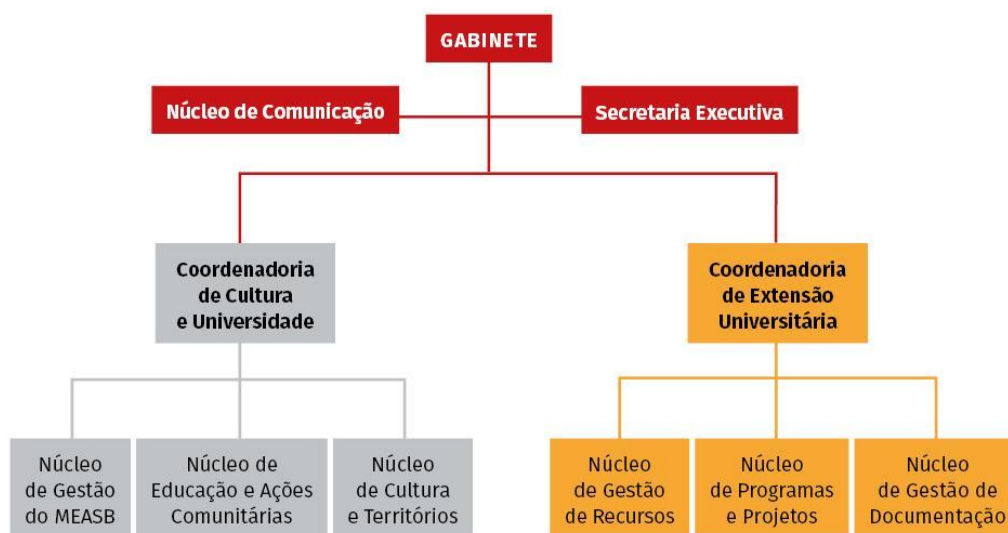 GABINETE
Núcleo de Comunicação
Secretaria Executiva
Coordenadoria
de Cultura
e Universidade
Coordenadoria
de Extensão
Universitária
Núcleo
de Gestão
do MEASB
Núcleo de
Educação e Ações
Comunitárias
Núcleo
de Cultura
e Territórios
Núcleo
de Gestão
de Recursos
Núcleo
de Programas
e Projetos
Núcleo
de Gestão de
Documentação